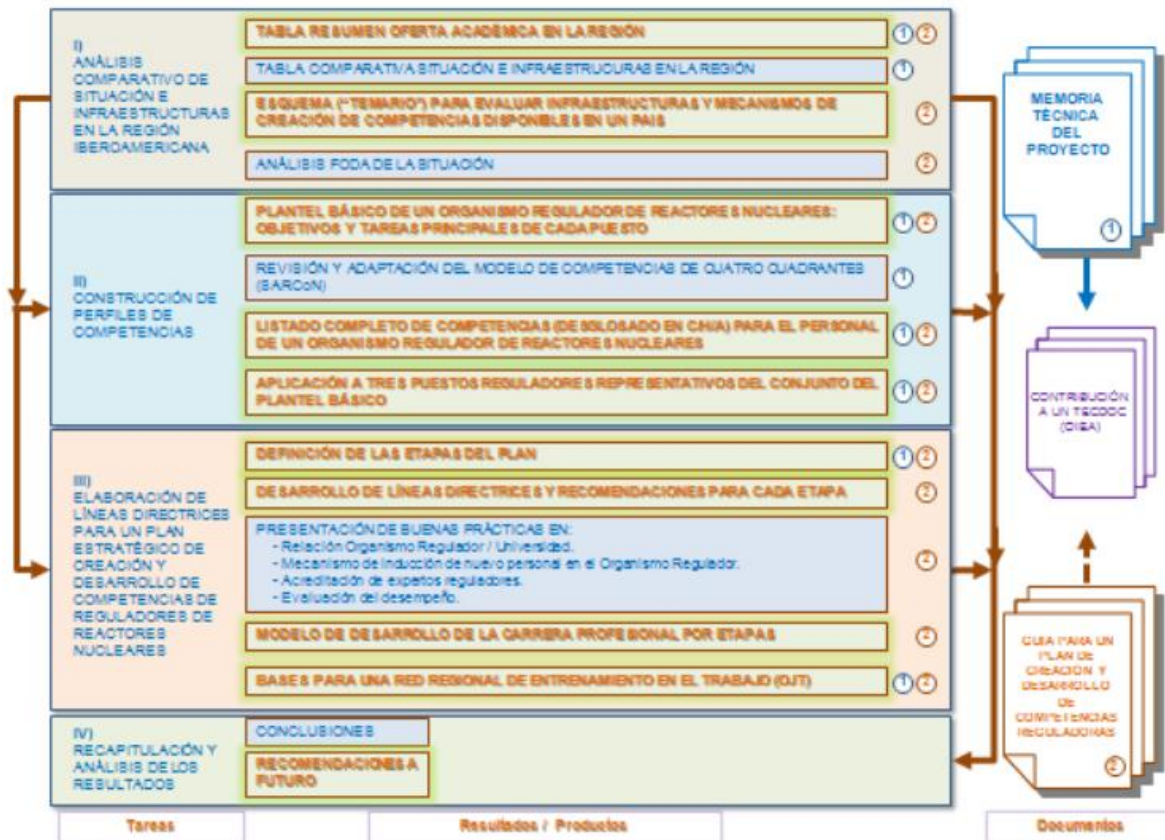 I)
ANÁLISIS
COMPARATIVO DE
SITUACIÓN E
INFRAESTRUCTURAS
EN LA REGIÓN
IBEROAMERICANA
TABLA RESUMEN OFERTA ACADÉMICA EN LA REGIÓN
1 2
TABLA COMPARATIVA SITUACIÓN E INFRAESTRUCURAS EN LA REGIÓN
1
ESQUEMA ("TEMARIO") PARA EVALUAR INFRAESTRUCTURAS Y MECANISMOS DE
CREACIÓN DE COMPETENCIAS DISPONIBLES EN UN PAIS
2
ANÁLISIS FODA DE LA SITUACIÓN
2
II)
CONSTRUCCIÓN DE
PERFILES DE
COMPETENCIAS
PLANTEL BÁSICO DE UN ORGANISMO REGULADOR DE REACTORES NUCLEARES:
OBJETIVOS Y TAREAS PRINCIPALES DE CADA PUESTO
1 2
REVISIÓN Y ADAPTACIÓN DEL MODELO DE COMPETENCIAS DE CUATRO CUADRANTES
(SARCoN)
1
LISTADO COMPLETO DE COMPETENCIAS (DESGLOSADO EN CH/A) PARA EL PERSONAL
DE UN ORGANISMO REGULADOR DE REACTORES NUCLEARES
1 2
APLICACIÓN A TRES PUESTOS REGULADORES REPRESENTATIVOS DEL CONJUNTO DEL
PLANTEL BÁSICO
1 2
III)
ELABORACIÓN DE
LÍNEAS DIRECTRICES
PARA UN PLAN
ESTRATÉGICO DE
CREACIÓN Y
DESARROLLO DE
COMPETENCIAS DE
REGULADORES DE
REACTORES
NUCLEARES
DEFINICIÓN DE LAS ETAPAS DEL PLAN
1 2
DESARROLLO DE LÍNEAS DIRECTRICES Y RECOMENDACIONES PARA CADA ETAPA
2
PRESENTACIÓN DE BUENAS PRÁCTICAS EN:
- Relación Organismo Regulador / Universidad.
- Mecanismo de inducción de nuevo personal en el Organismo Regulador.
- Acreditación de expertos reguladores.
- Evaluación del desempeño.
2
MODELO DE DESARROLLO DE LA CARRERA PROFESIONAL POR ETAPAS
2
BASES PARA UNA RED REGIONAL DE ENTRENAMIENTO EN EL TRABAJO (OJT)
1 2
IV)
RECAPITULACIÓN Y
ANÁLISIS DE LOS
RESULTADOS
CONCLUSIONES
RECOMENDACIONES A
FUTURO
MEMORIA
TÉCNICA
DEL
PROYECTO
1
CONTRIBUCIÓN
A UN TECDOC
(OIEA)
GUÍA PARA UN
PLAN DE
CREACIÓN Y
DESARROLLO
DE
COMPETENCIAS
REGULADORAS
2
Tareas
Resultados / Productos
Documentos